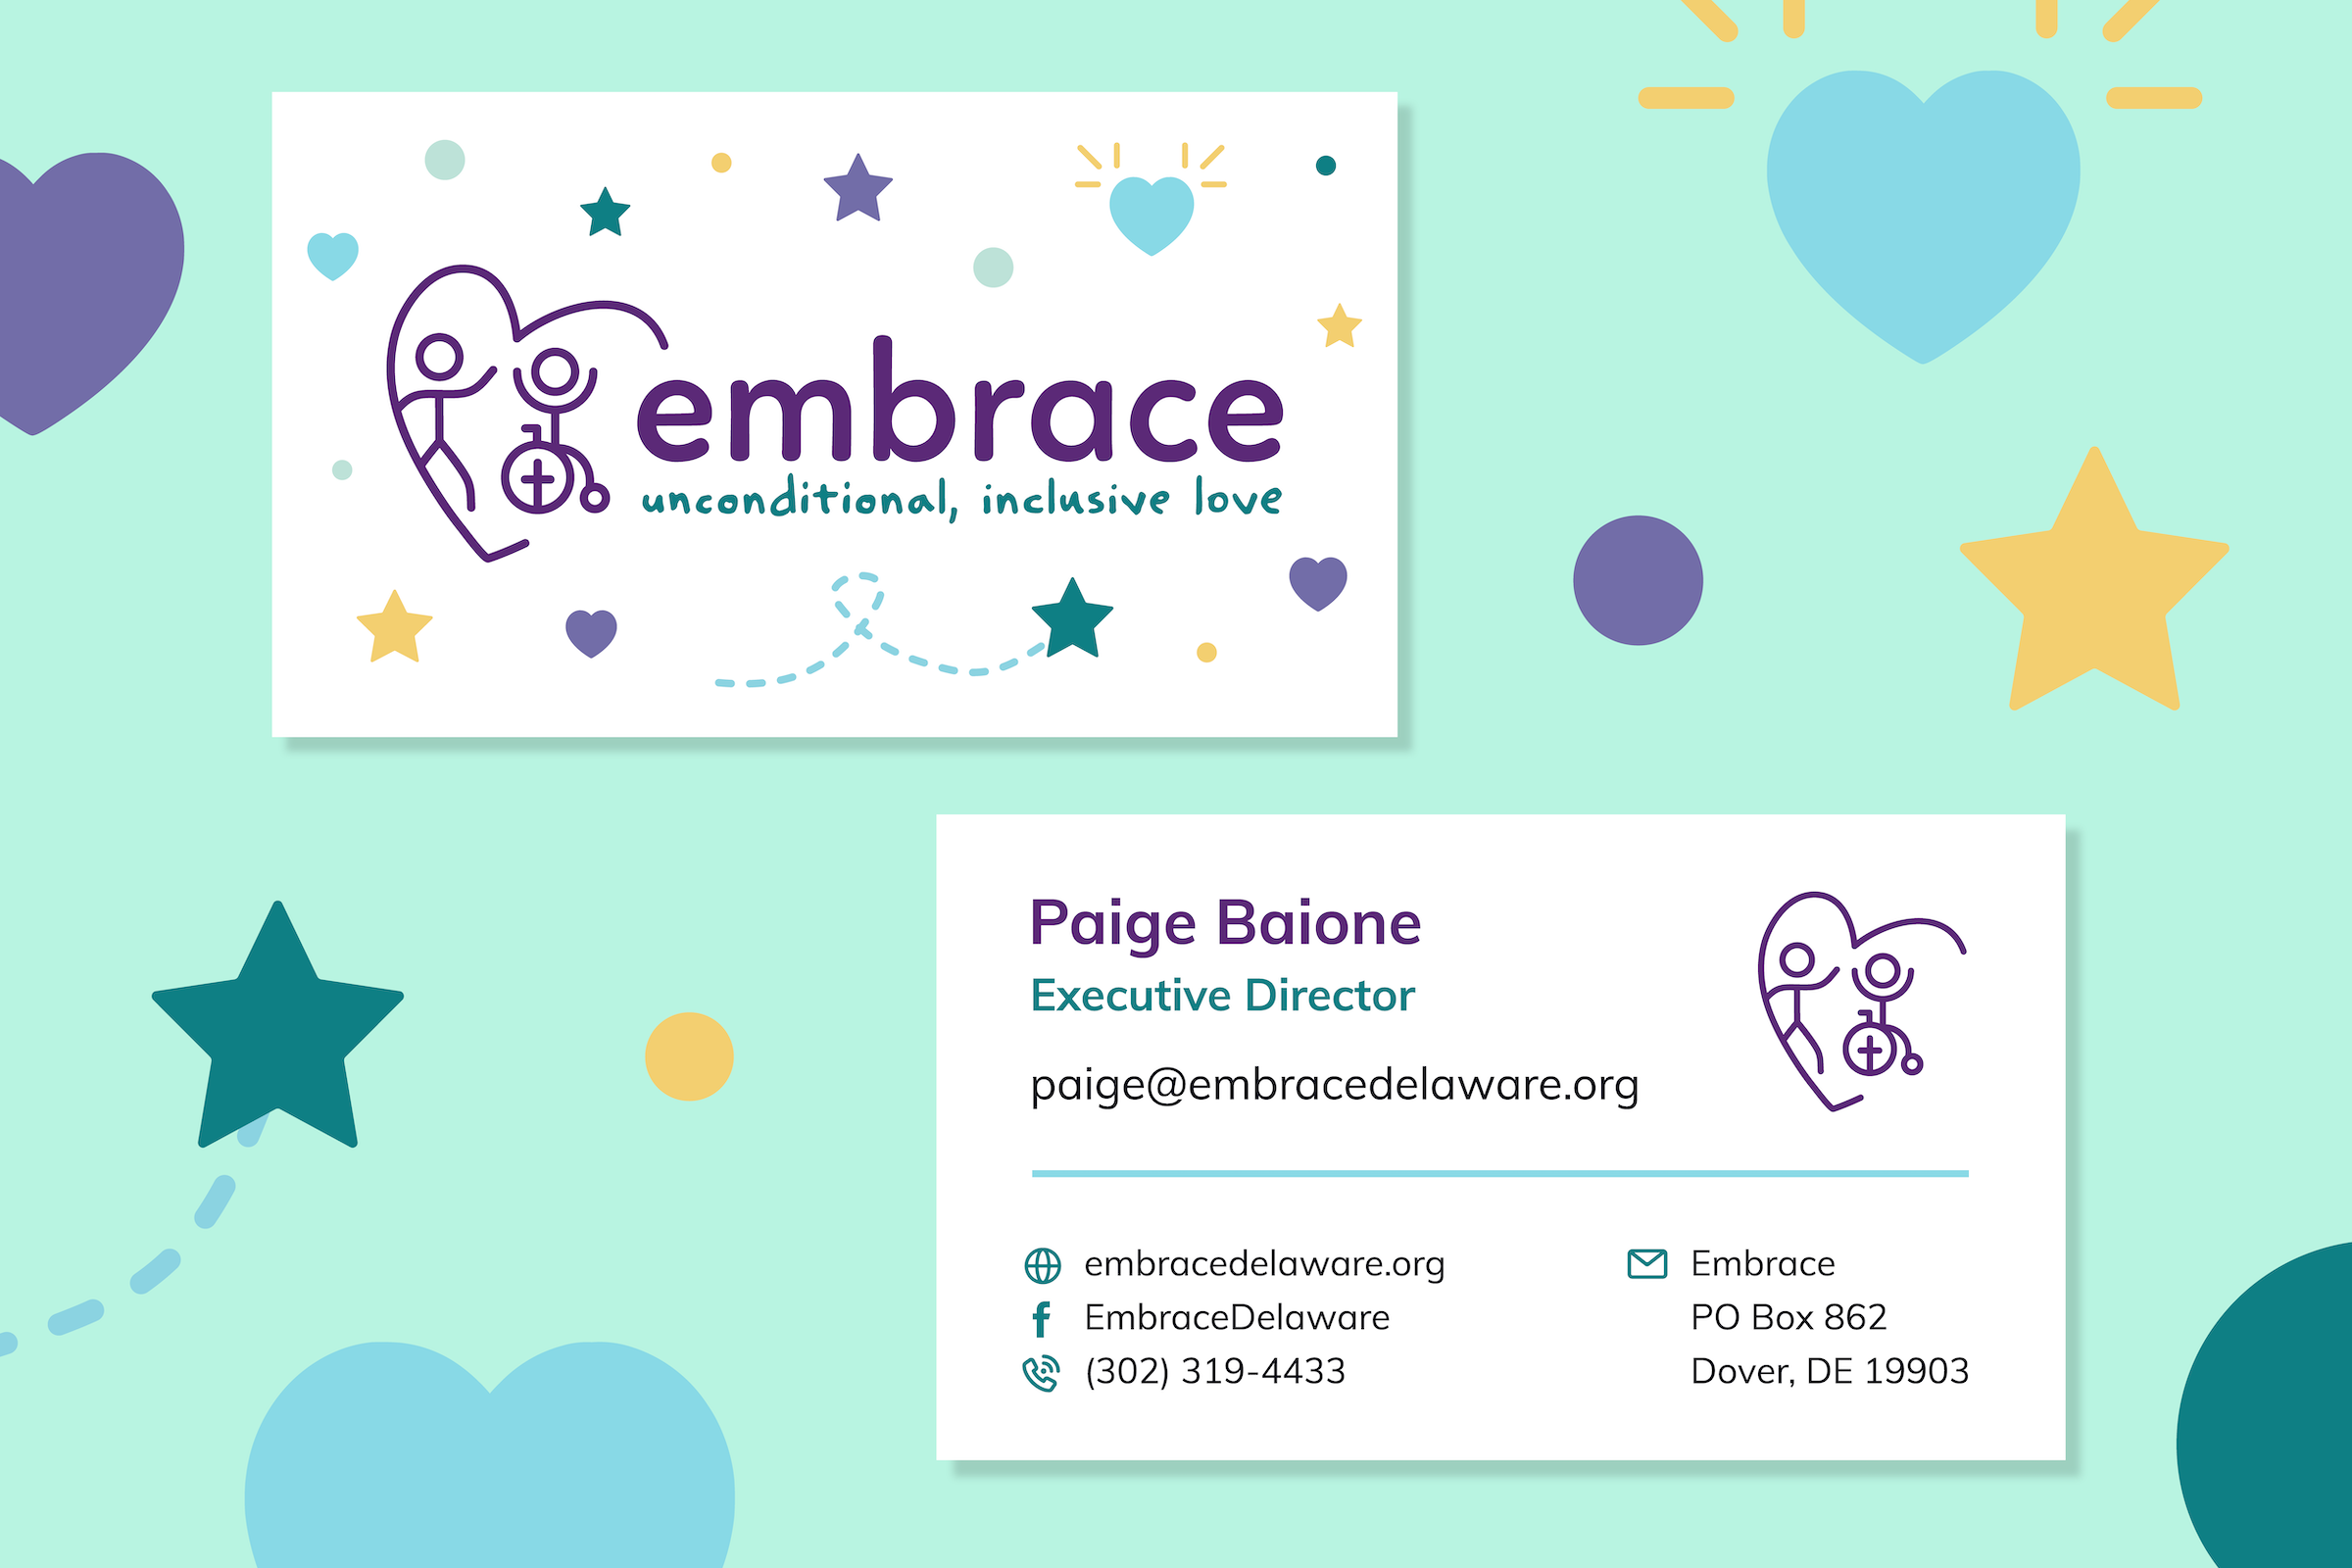 embrace
unconditional, inclusive love
Paige Baione
Executive Director
paige@embracedelaware.org
embracedelaware.org
EmbraceDelaware
(302) 319-4433
Embrace
PO Box 862
Dover, DE 19903